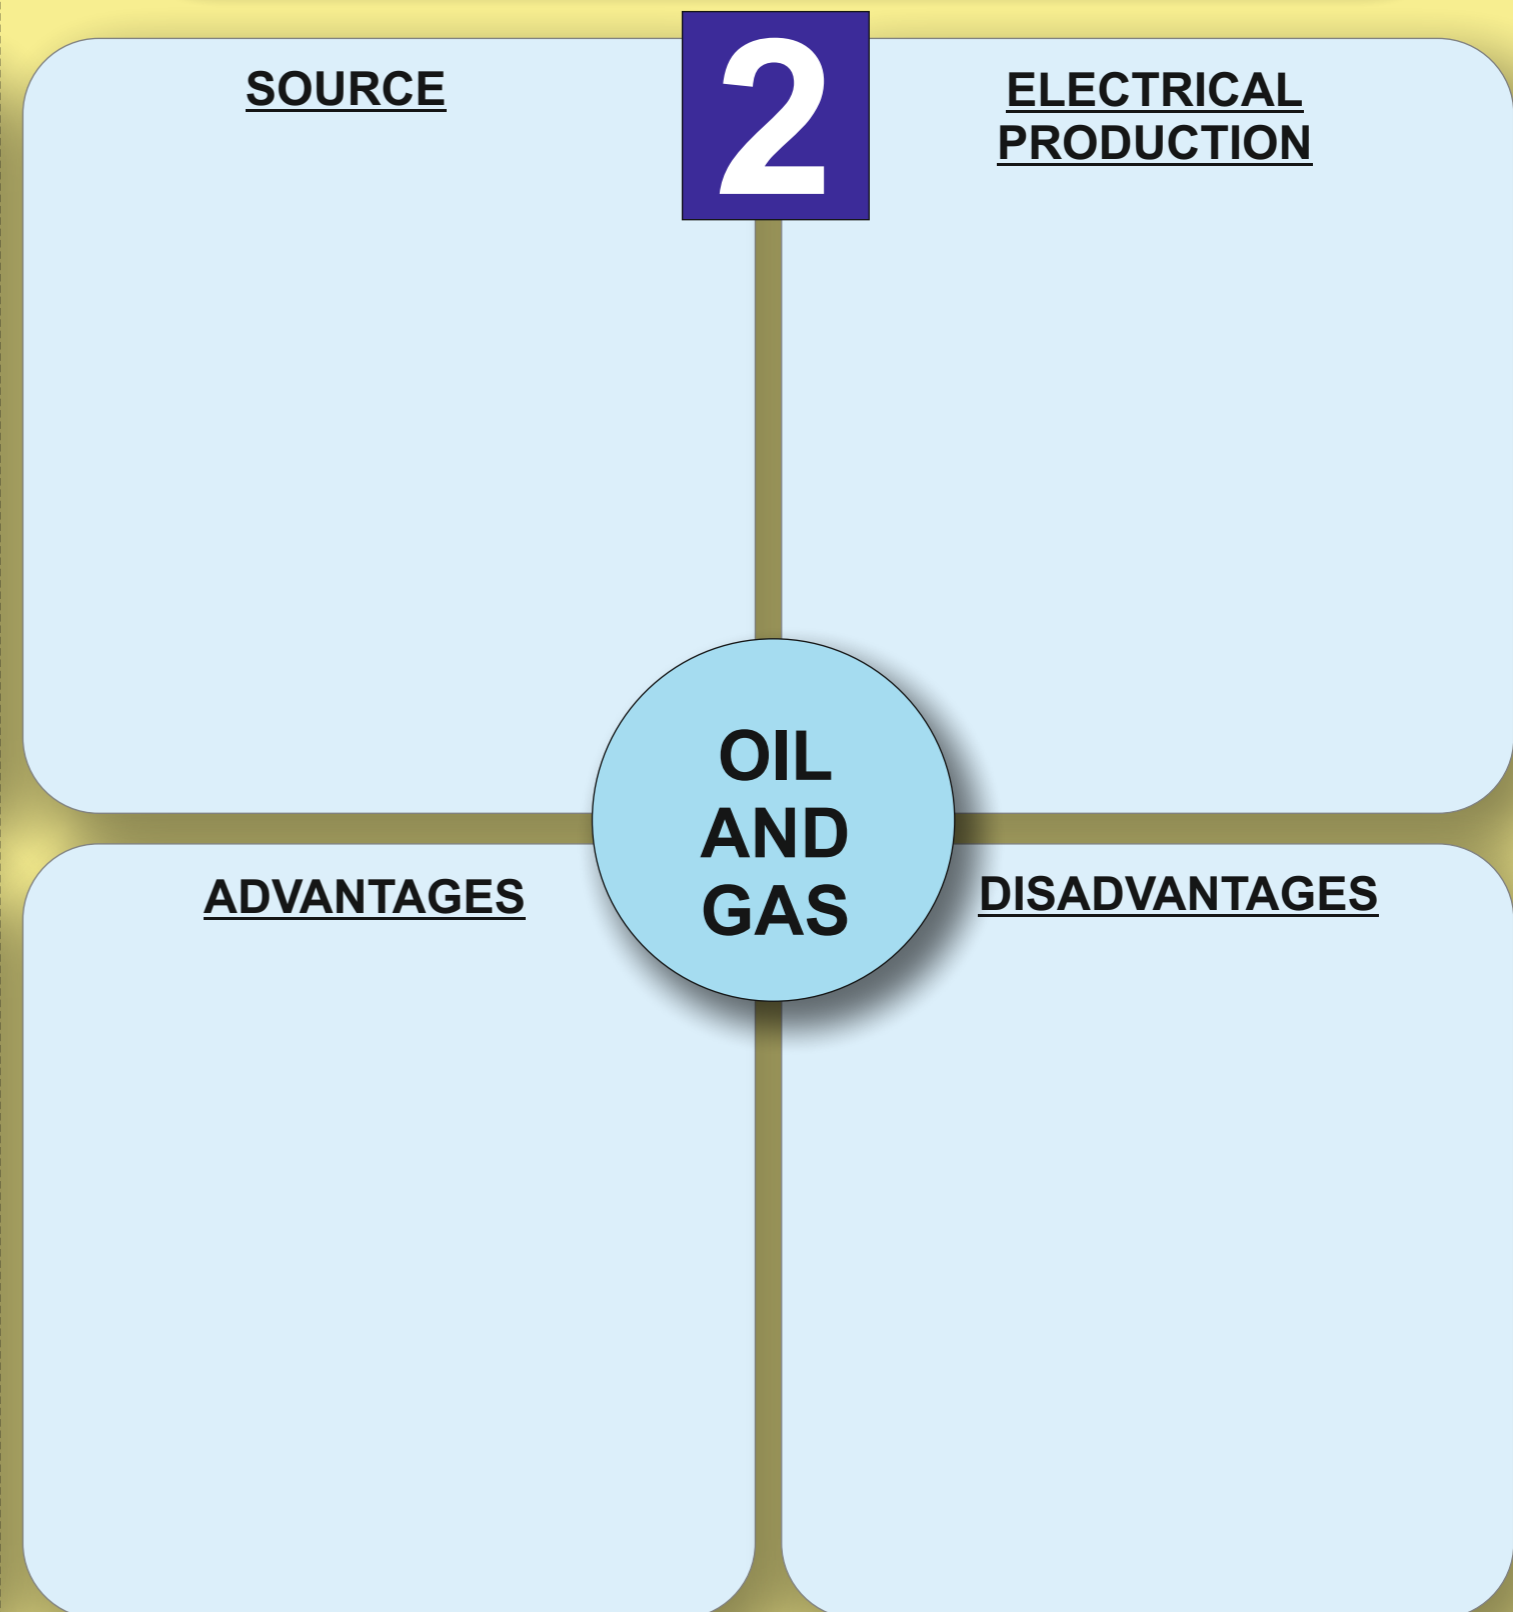 2
SOURCE
ELECTRICAL
PRODUCTION
OIL
AND
GAS
ADVANTAGES
DISADVANTAGES